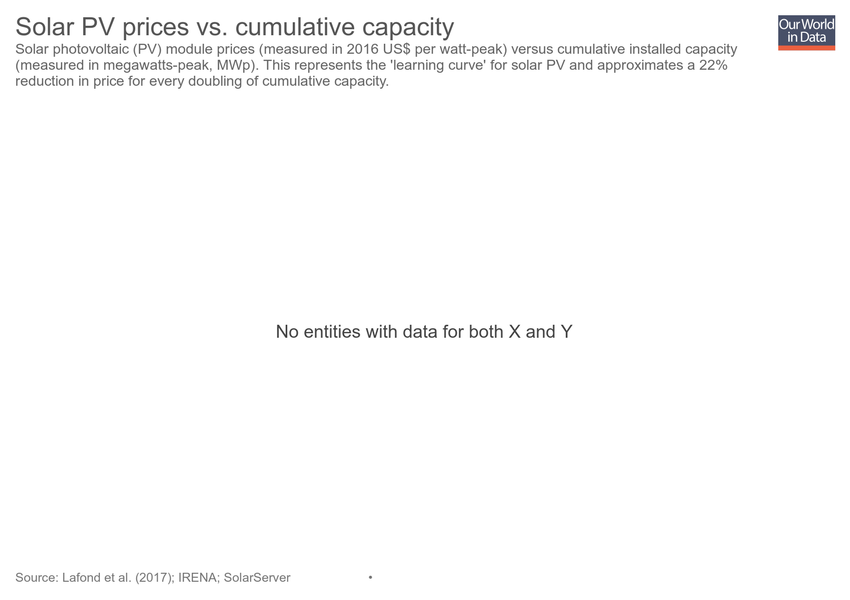 Solar PV prices vs. cumulative capacity
Our World
in Data
Solar photovoltaic (PV) module prices (measured in 2016 US$ per watt-peak) versus cumulative installed capacity
(measured in megawatts-peak, MWp). This represents the 'learning curve' for solar PV and approximates a 22%
reduction in price for every doubling of cumulative capacity.
No entities with data for both X and Y
Source: Lafond et al. (2017); IRENA; SolarServer •